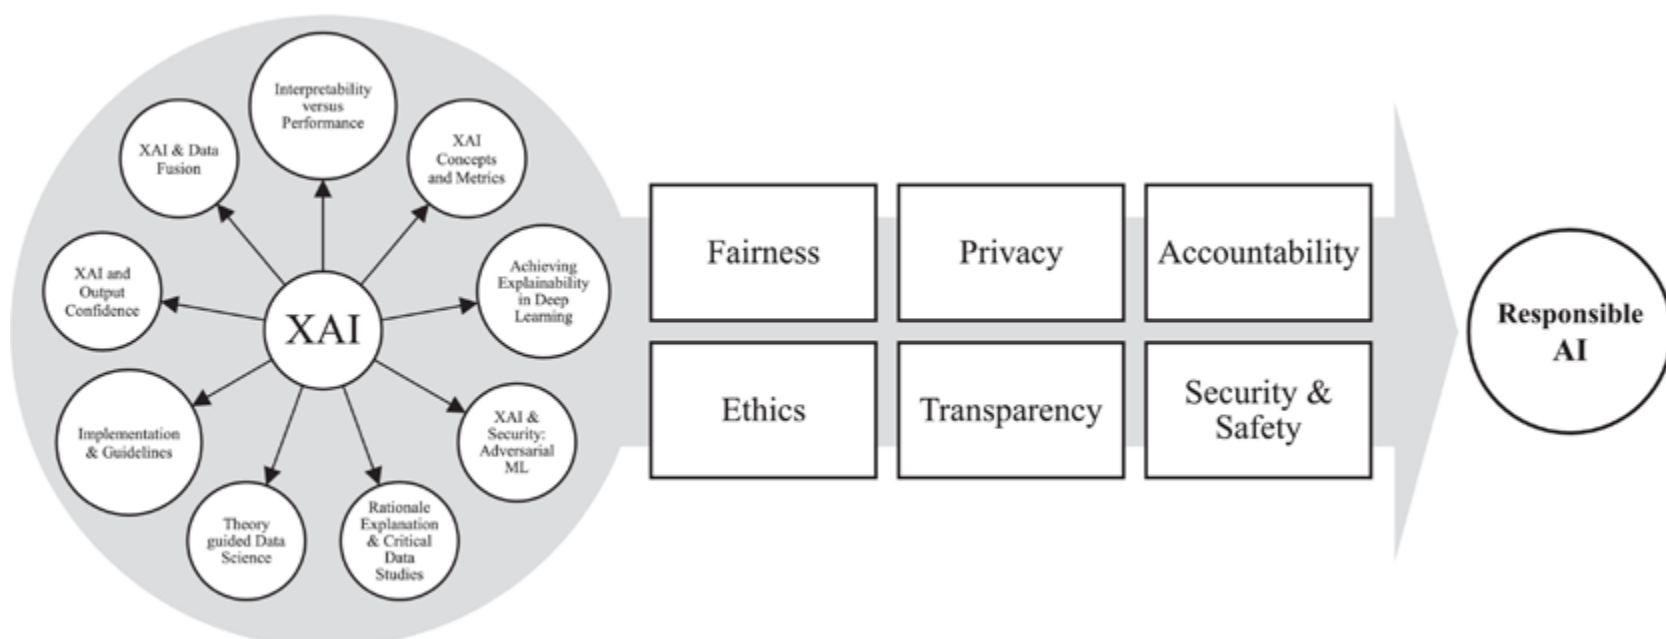 Interpretability
versus
Performance
XAI & Data
Fusion
XAI
Concepts
and Metrics
XAI and
Output
Confidence
Achieving
Explainability
in Deep
Learning
XAI
Implementation
& Guidelines
XAI &
Security:
Adversarial
ML
Theory
guided Data
Science
Rationale
Explanation
& Critical
Data
Studies
Fairness
Privacy
Accountability
Ethics
Transparency
Security &
Safety
Responsible
AI